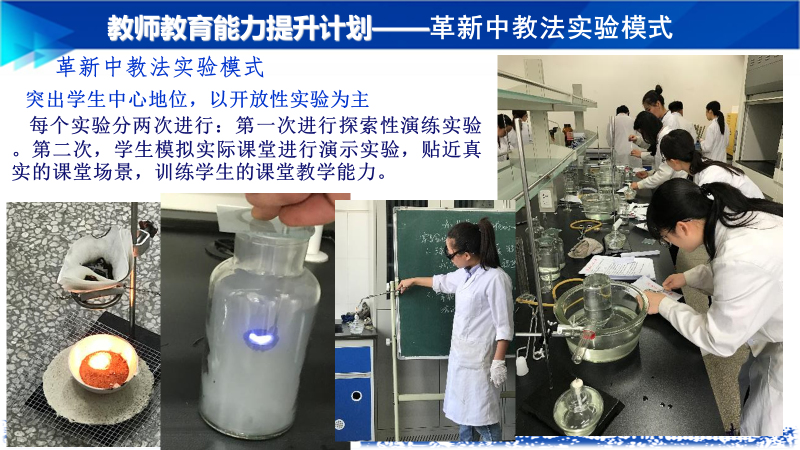 教师教育能力提升计划——革新中教法实验模式
革新中教法实验模式
突出学生中心地位，以开放性实验为主
每个实验分两次进行：第一次进行探索性演练实验
。第二次，学生模拟实际课堂进行演示实验，贴近真
实的课堂场景，训练学生的课堂教学能力。